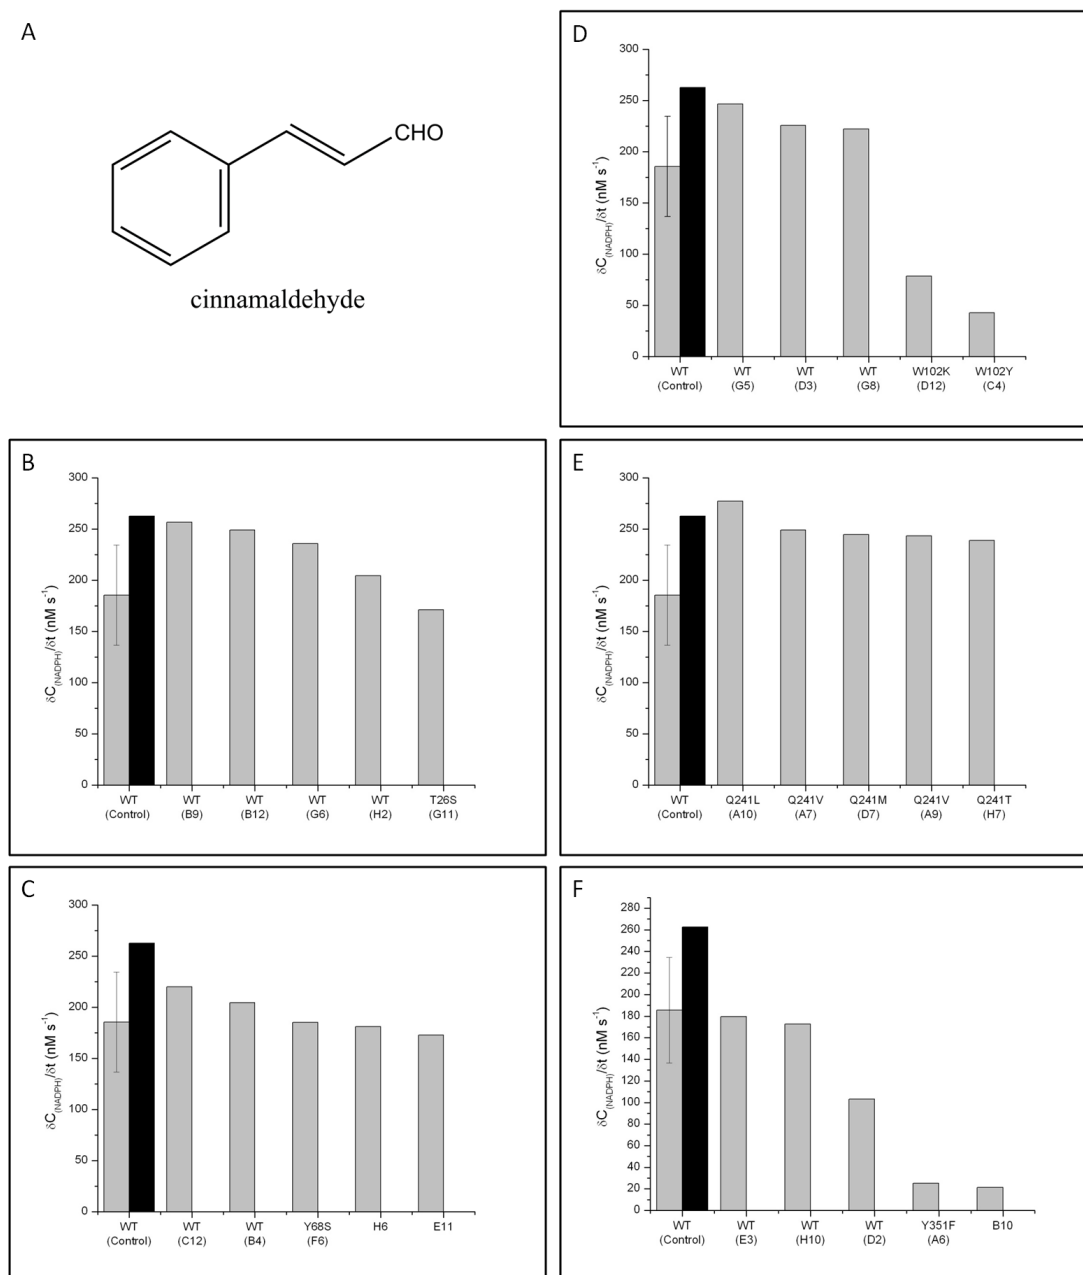 A
CHO
cinnamaldehyde
D
300
250
200
150
100
50
0
δC(NADPH)/δt (nM s-1)
WT
(Control)
WT
(G5)
WT
(D3)
WT
(G8)
W102K
(D12)
W102Y
(C4)
B
300
250
200
150
100
50
0
δC(NADPH)/δt (nM s-1)
WT
(Control)
WT
(B9)
WT
(B12)
WT
(G6)
WT
(H2)
T26S
(G11)
E
300
250
200
150
100
50
0
δC(NADPH)/δt (nM s-1)
WT
(Control)
Q241L
(A10)
Q241V
(A7)
Q241M
(D7)
Q241V
(A9)
Q241T
(H7)
C
300
250
200
150
100
50
0
δC(NADPH)/δt (nM s-1)
WT
(Control)
WT
(C12)
WT
(B4)
Y68S
(F6)
H6
E11
F
280
260
240
220
200
180
160
140
120
100
80
60
40
20
0
δC(NADPH)/δt (nM s-1)
WT
(Control)
WT
(E3)
WT
(H10)
WT
(D2)
Y351F
(A6)
B10